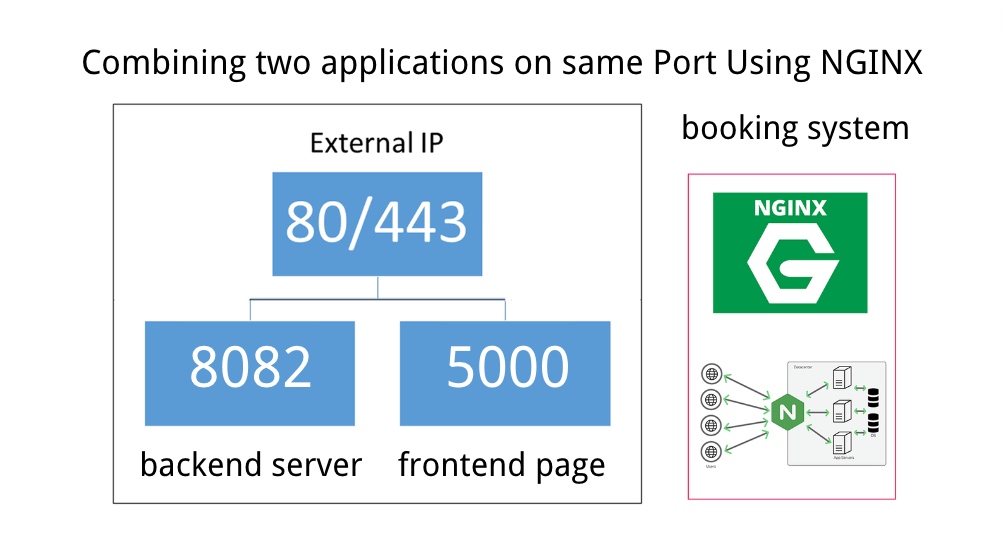 Combining two applications on same Port Using NGINX
External IP
80/443
8082
5000
backend server
frontend page
booking system
NGINX
G
Datacenter
N
Users
App Servers
DB